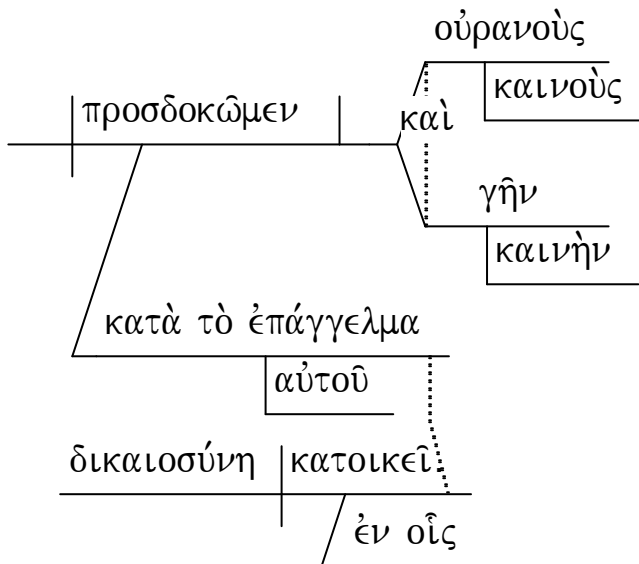 οὐρανοὺς
καινοὺς
προσδοκῶμεν
καὶ
γῆν
καινὴν
κατὰ τὸ ἐπάγγελμα
αὐτοῦ
δικαιοσύνη κατοικεῖ
ἐν οἷς